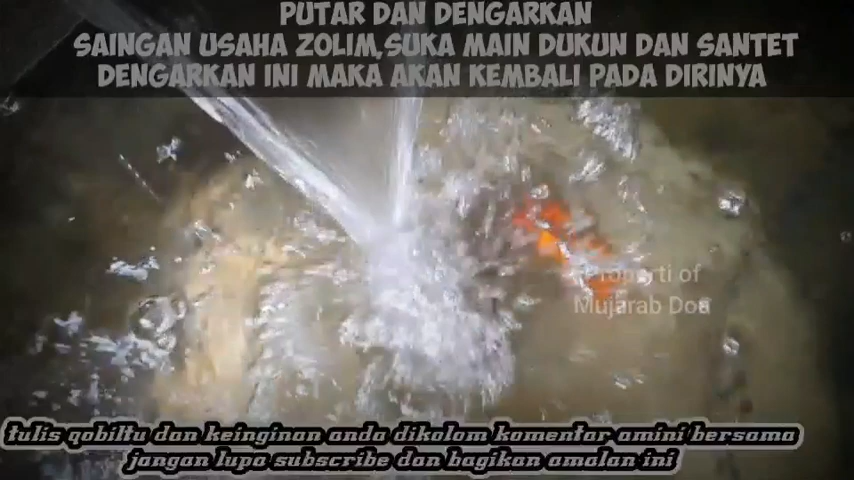 PUTAR DAN DENGARKAN
SAINGAN USAHA ZOLIM,SUKA MAIN DUKUN DAN SANTET
DENGARKAN INI MAKA AKAN KEMBALI PADA DIRINYA
Properti of
Mujarab Doa
tulis qobiltu dan keinginan anda dikolom komentar amini bersama
jangan lupa subscribe dan bagikan amalan ini